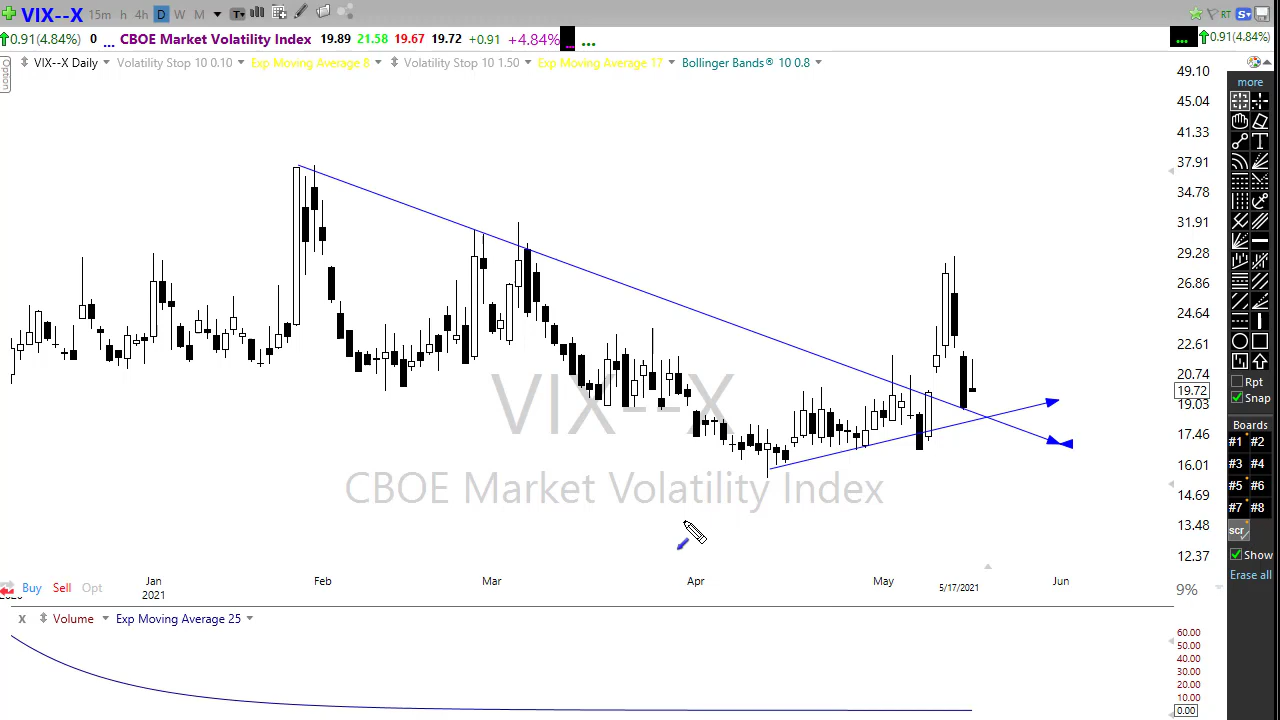 VIX--X 15m h 4h D W M T RT S
0.91(4.84%) 0 ... CBOE Market Volatility Index 19.89 21.58 19.67 19.72 +0.91 +4.84% ... ... ... 0.91(4.84%)
Option
VIX--X Daily Volatility Stop 10 0.10 Exp Moving Average 8 Volatility Stop 10 1.50 Exp Moving Average 17 Bollinger Bands® 10 0.8
more
49.10
45.04
41.33
37.91
34.78
31.91
29.28
26.86
24.64
22.61
20.74
19.72
19.03
17.46
16.01
14.69
13.48
12.37
VIX--X
CBOE Market Volatility Index
Rpt
Snap
Boards
#1 #2
#3 #4
#5 #6
#7 #8
scr
Show
Erase all
Jan Feb Mar Apr May Jun
2021 5/17/2021
Buy Sell Opt 9%
X Volume Exp Moving Average 25
60.00
50.00
40.00
30.00
20.00
10.00
0.00